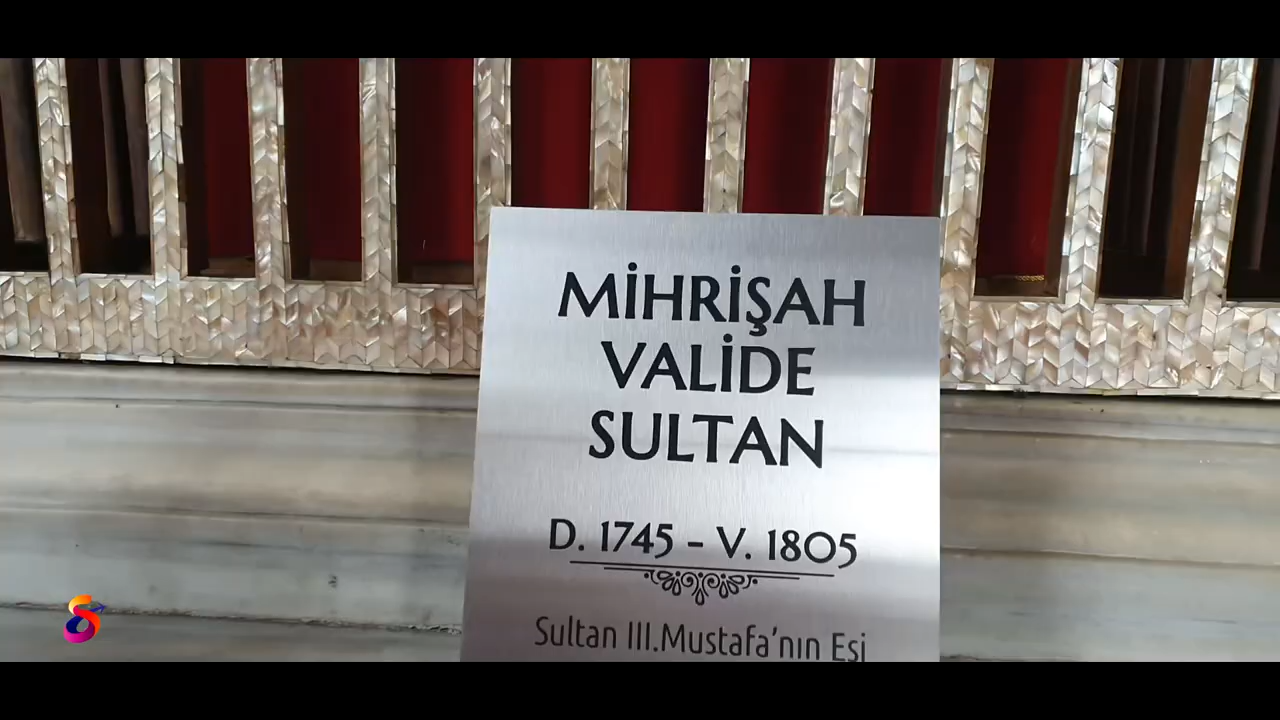 MİHRİŞAH
VALİDE
SULTAN
D. 1745 - V. 1805
Sultan III.Mustafa'nın Eşi